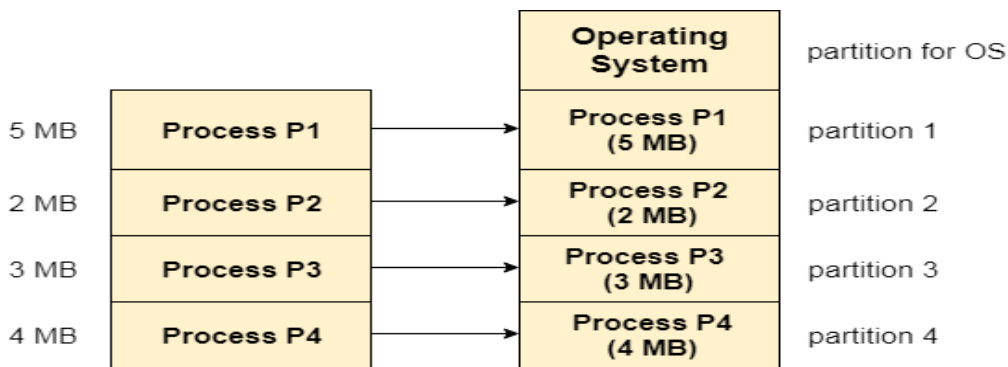 Operating
System
partition for OS
5 MB
Process P1
Process P1
(5 MB)
partition 1
2 MB
Process P2
Process P2
(2 MB)
partition 2
3 MB
Process P3
Process P3
(3 MB)
partition 3
4 MB
Process P4
Process P4
(4 MB)
partition 4